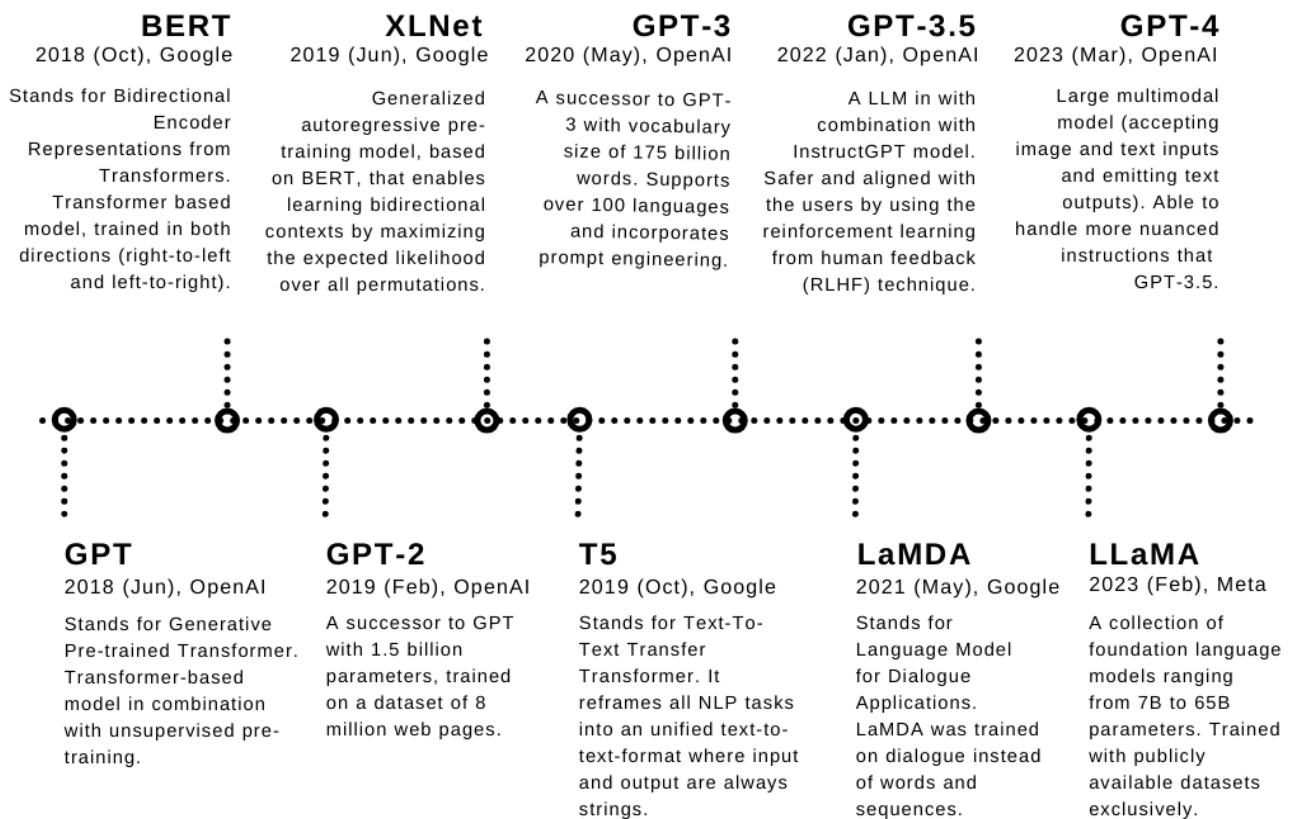 BERT
2018 (Oct), Google
Stands for Bidirectional
Encoder
Representations from
Transformers.
Transformer based
model, trained in both
directions (right-to-left
and left-to-right).
XLNet
2019 (Jun), Google
Generalized
autoregressive pre-
training model, based
on BERT, that enables
learning bidirectional
contexts by maximizing
the expected likelihood
over all permutations.
GPT-3
2020 (May), OpenAI
A successor to GPT-
3 with vocabulary
size of 175 billion
words. Supports
over 100 languages
and incorporates
prompt engineering.
GPT-3.5
2022 (Jan), OpenAI
A LLM in with
combination with
InstructGPT model.
Safer and aligned with
the users by using the
reinforcement learning
from human feedback
(RLHF) technique.
GPT-4
2023 (Mar), OpenAI
Large multimodal
model (accepting
image and text inputs
and emitting text
outputs). Able to
handle more nuanced
instructions that
GPT-3.5.
GPT
2018 (Jun), OpenAI
Stands for Generative
Pre-trained Transformer.
Transformer-based
model in combination
with unsupervised pre-
training.
GPT-2
2019 (Feb), OpenAI
A successor to GPT
with 1.5 billion
parameters, trained
on a dataset of 8
million web pages.
T5
2019 (Oct), Google
Stands for Text-To-
Text Transfer
Transformer. It
reframes all NLP tasks
into an unified text-to-
text-format where input
and output are always
strings.
LaMDA
2021 (May), Google
Stands for
Language Model
for Dialogue
Applications.
LaMDA was trained
on dialogue instead
of words and
sequences.
LLaMA
2023 (Feb), Meta
A collection of
foundation language
models ranging
from 7B to 65B
parameters. Trained
with publicly
available datasets
exclusively.